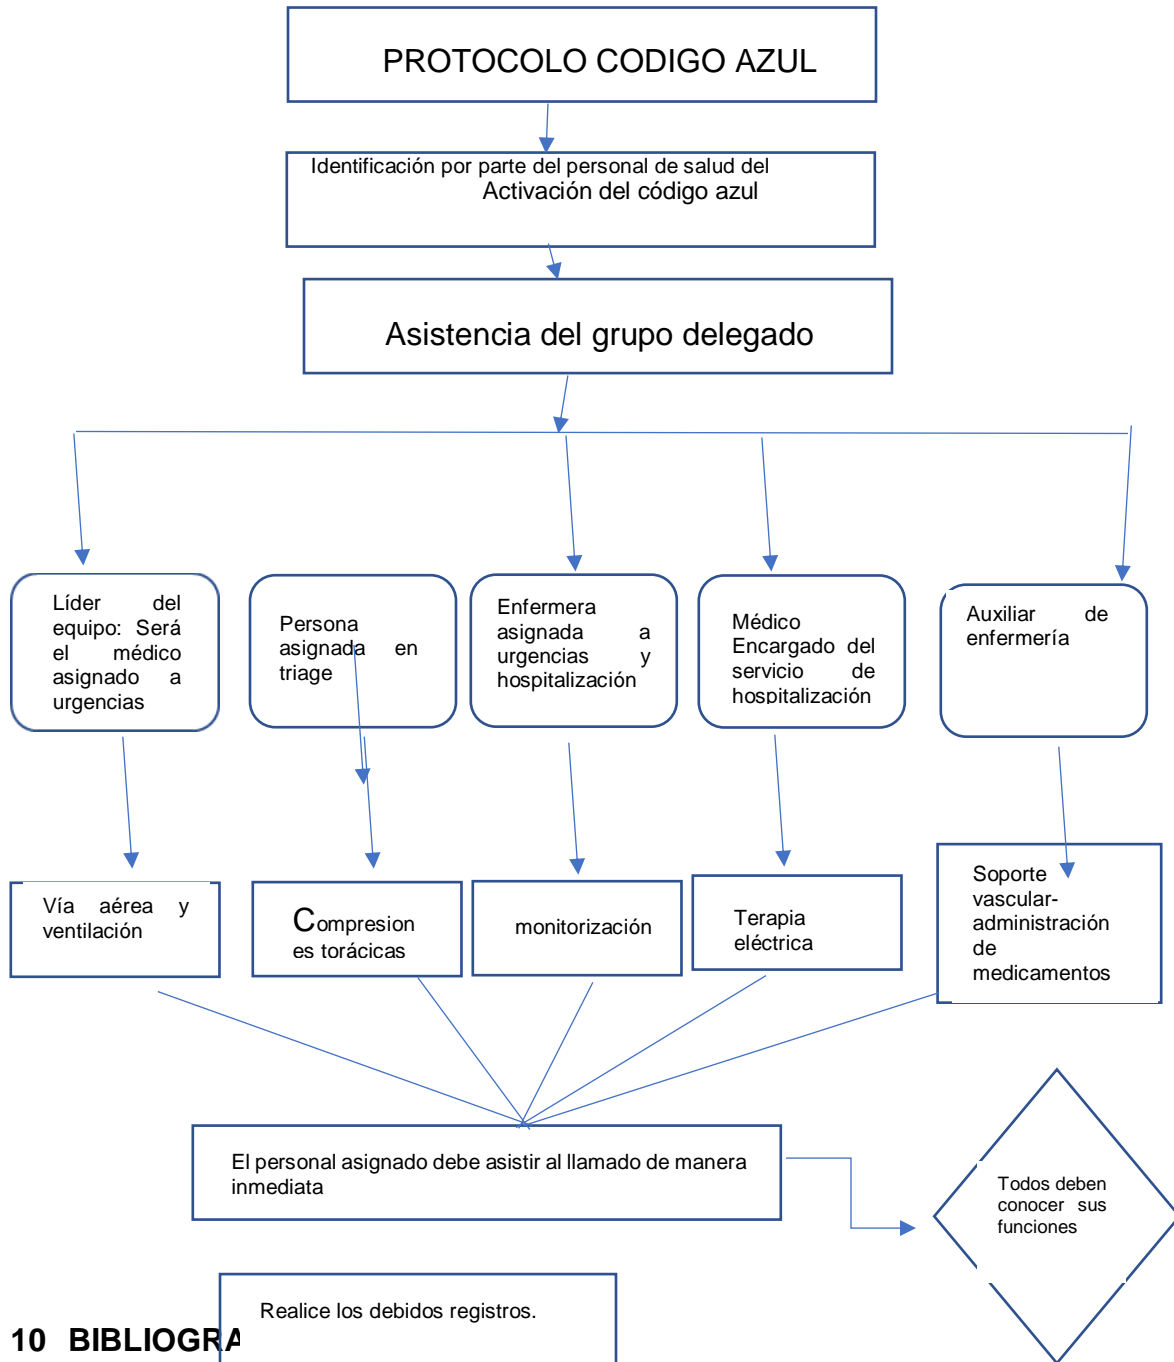 PROTOCOLO CODIGO AZUL
Identificación por parte del personal de salud del
Activación del código azul
Asistencia del grupo delegado
Líder del
equipo: Será
el médico
asignado a
urgencias
Persona
asignada en
triage
Enfermera
asignada a
urgencias y
hospitalización
Médico
Encargado del
servicio de
hospitalización
Auxiliar de
enfermería
Vía aérea y
ventilación
Compresion
es torácicas
monitorización
Terapia
eléctrica
Soporte
vascular-
administración
de
medicamentos
El personal asignado debe asistir al llamado de manera
inmediata
Todos deben
conocer sus
funciones
Realice los debidos registros.
10 BIBLIOGRA